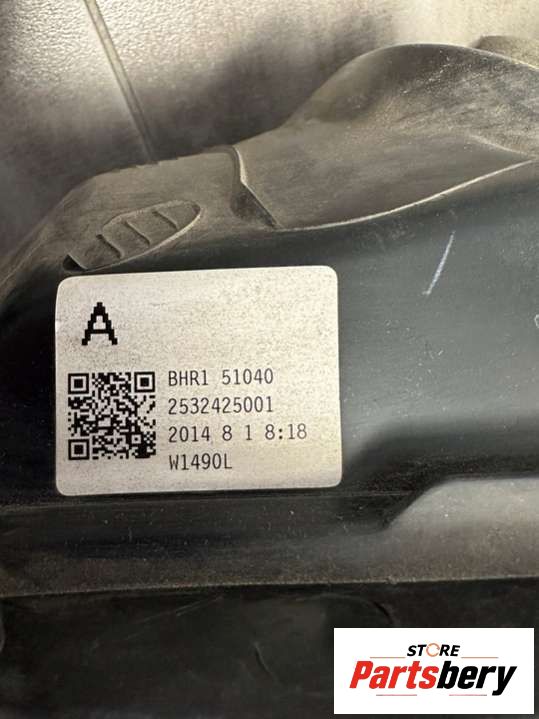 A
BHR1 51040
2532425001
2014 8 1 8:18
W1490L
STORE
Partsbery